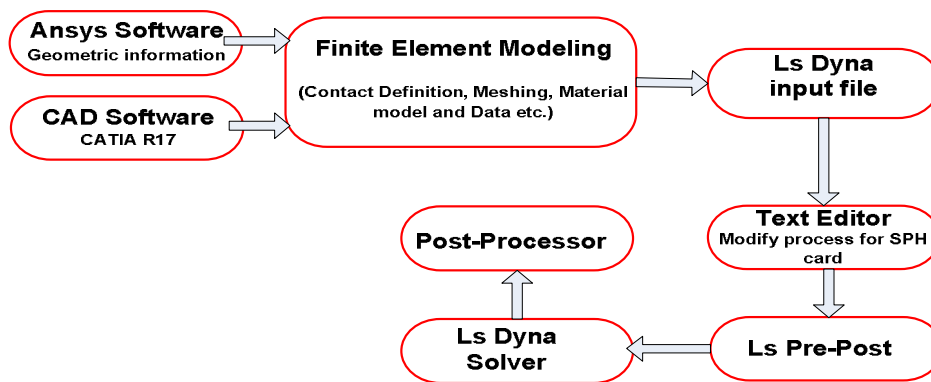 Ansys Software
Geometric information
CAD Software
CATIA R17
Finite Element Modeling
(Contact Definition, Meshing, Material
model and Data etc.)
Ls Dyna
input file
Text Editor
Modify process for SPH
card
Ls Pre-Post
Ls Dyna
Solver
Post-Processor